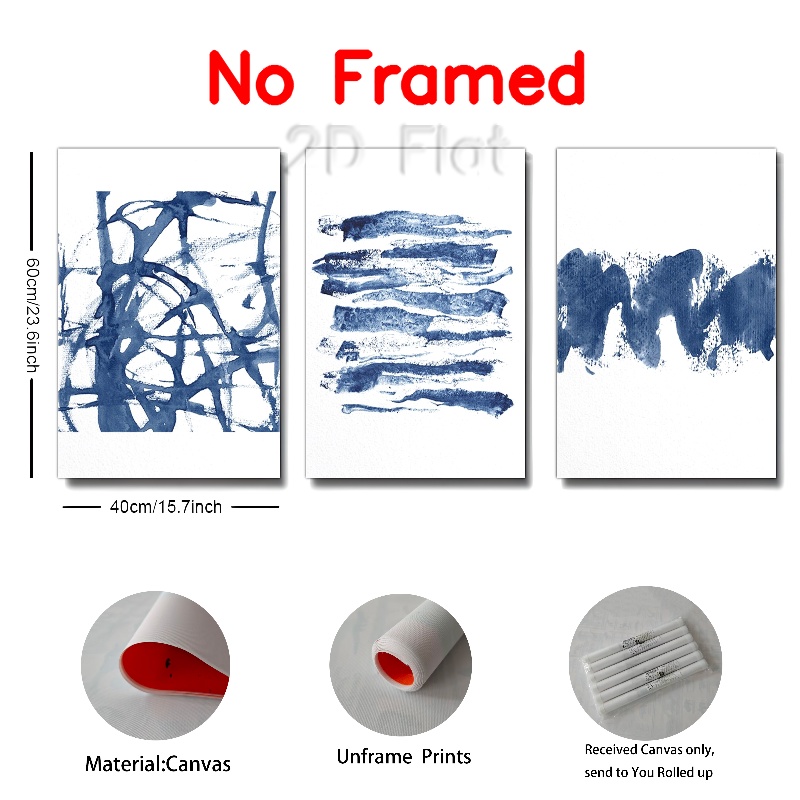 No Framed
2D Flat
60cm/23.6inch
40cm/15.7inch
Material:Canvas
Unframe Prints
Received Canvas only,
send to You Rolled up